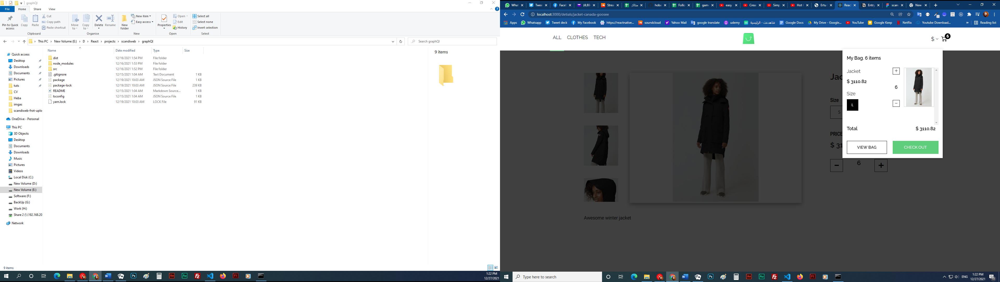 graphQl
File
Home
Share
View
Pin to Quick access
Copy
Paste
Cut
Copy path
Paste shortcut
Move to
Copy to
Delete
Rename
New folder
New item
Easy access
Properties
Open
Edit
History
Select all
Select none
Invert selection
Clipboard
Organise
New
Open
Select
This PC
New Volume (E:)
D
React
projects
scandiweb
graphQl
Search graphQl
Quick access
Desktop
Downloads
Documents
Pictures
tuts
CV
Heba
imgas
scandiweb-frot-uplo
OneDrive - Personal
This PC
3D Objects
Desktop
Documents
Downloads
Music
Pictures
Videos
Local Disk (C:)
New Volume (D:)
New Volume (E:)
Software (F:)
BackUp (G:)
Work (H:)
Share 2 (\\192.168.20
Network
Name Date modified Type Size
dist 12/16/2021 1:54 PM File folder
node_modules 12/16/2021 1:53 PM File folder
src 12/16/2021 1:52 PM File folder
.gitignore 12/15/2021 1:04 AM Text Document 1 KB
package 12/19/2021 10:03 AM JSON Source File 1 KB
package-lock 12/19/2021 10:03 AM JSON Source File 239 KB
README 12/15/2021 1:04 AM Markdown Source... 1 KB
tsconfig 12/15/2021 1:04 AM JSON Source File 1 KB
yarn.lock 12/19/2021 10:03 AM LOCK File 91 KB
9 items
9 items
1:22 PM
12/27/2021
What
Twee
Facel
(4,69
Strea
مذاكر
hoba
Follo
gam
easy
Crea
Simp
Hot
Ertu
Reac
Entry
scan
New
localhost:3000/detials/jacket-canada-goosee
Apps
Whatsapp
Tweet deck
My Facebook
https://reactnative...
soundcloud
Yahoo Mail
google translate
udemy
شاهد.نت - الرئيسية
Google Docs
My Drive - Google...
YouTube
Google Keep
Netflix
Youtube Download...
»
Reading list
ALL
CLOTHES
TECH
$
6
My Bag. 6 items
Jacket
$ 3110.82
Size
L
+
6
−
Total $ 3110.82
VIEW BAG
CHECK OUT
Jac
Size
S
PRICE
$ 311
-
6
+
Awesome winter jacket
Type here to search
ENG
1:22 PM
12/27/2021